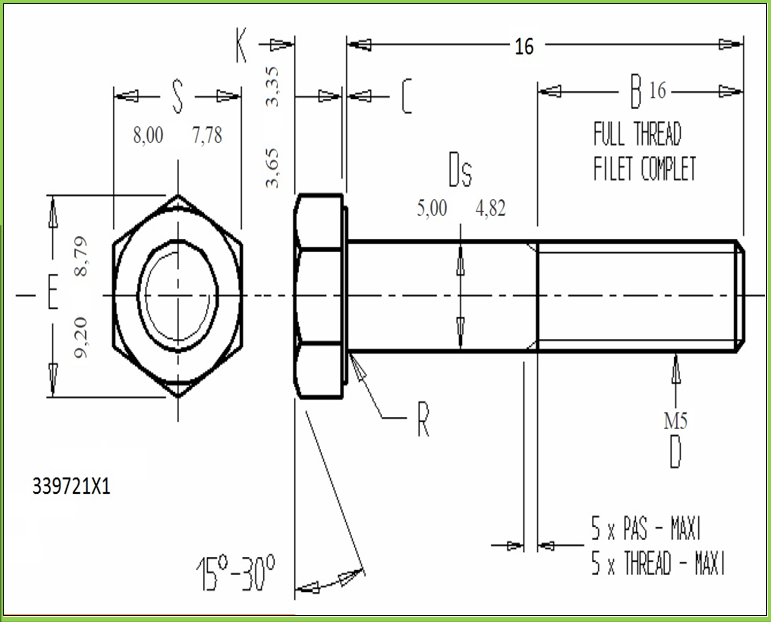 K
16
S
8,00 7,78
3,35
3,65
C
B 16
FULL THREAD
FILET COMPLET
Ds
5,00 4,82
E
8,79
9,20
R
M5
D
339721X1
15°-30°
5 x PAS - MAXI
5 x THREAD - MAXI